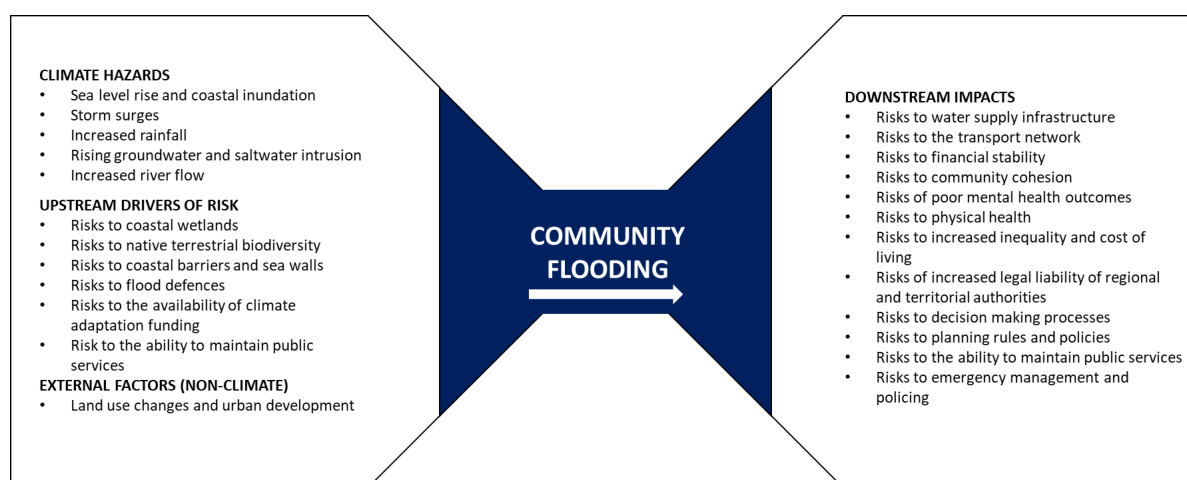 CLIMATE HAZARDS
• Sea level rise and coastal inundation
• Storm surges
• Increased rainfall
• Rising groundwater and saltwater intrusion
• Increased river flow
UPSTREAM DRIVERS OF RISK
• Risks to coastal wetlands
• Risks to native terrestrial biodiversity
• Risks to coastal barriers and sea walls
• Risks to flood defences
• Risks to the availability of climate
adaptation funding
• Risk to the ability to maintain public
services
EXTERNAL FACTORS (NON-CLIMATE)
• Land use changes and urban development
COMMUNITY
FLOODING
DOWNSTREAM IMPACTS
• Risks to water supply infrastructure
• Risks to the transport network
• Risks to financial stability
• Risks to community cohesion
• Risks of poor mental health outcomes
• Risks to physical health
• Risks to increased inequality and cost of
living
• Risks of increased legal liability of regional
and territorial authorities
• Risks to decision making processes
• Risks to planning rules and policies
• Risks to the ability to maintain public services
• Risks to emergency management and
policing